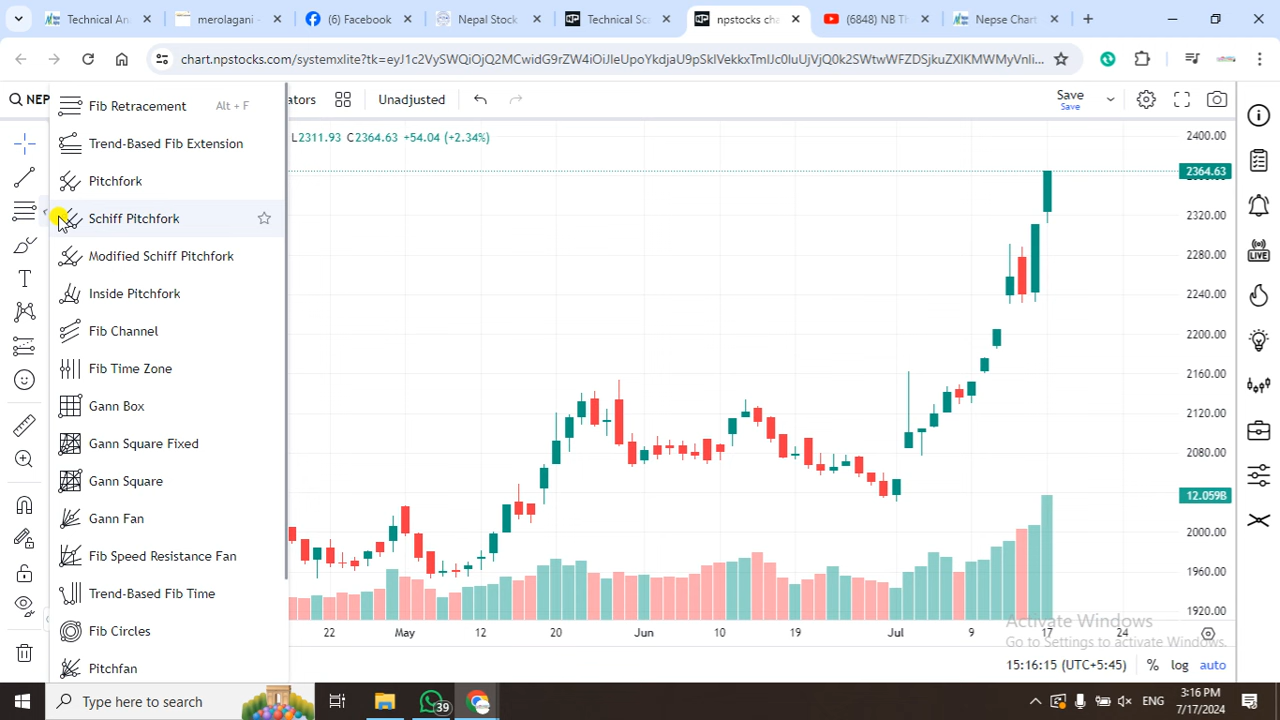 Technical An
merolagani -
(6) Facebook
Nepal Stock
Technical Sc
npstocks cha
(6848) NB Th
Nepse Chart
chart.npstocks.com/systemxlite?tk=eyJ1c2VySWQiOjQ2MCwidG9rZW4iOiJleUpoYkdjaU9pSklVekkxTmlJc0luUjVjQ0k2SWtwWFZDSjkuZXlKMWMyVnli...
NEP
ators
Unadjusted
Save
Save
L2311.93 C2364.63 +54.04 (+2.34%)
Fib Retracement Alt + F
Trend-Based Fib Extension
Pitchfork
Schiff Pitchfork
Modified Schiff Pitchfork
Inside Pitchfork
Fib Channel
Fib Time Zone
Gann Box
Gann Square Fixed
Gann Square
Gann Fan
Fib Speed Resistance Fan
Trend-Based Fib Time
Fib Circles
Pitchfan
T
LIVE
2400.00
2364.63
2320.00
2280.00
2240.00
2200.00
2160.00
2120.00
2080.00
12.059B
2000.00
1960.00
1920.00
22 May 12 20 Jun 10 19 Jul 9 17 24
Activate Windows
Go to Settings to activate Windows.
15:16:15 (UTC+5:45) % log auto
Type here to search
39
ENG
3:16 PM
7/17/2024